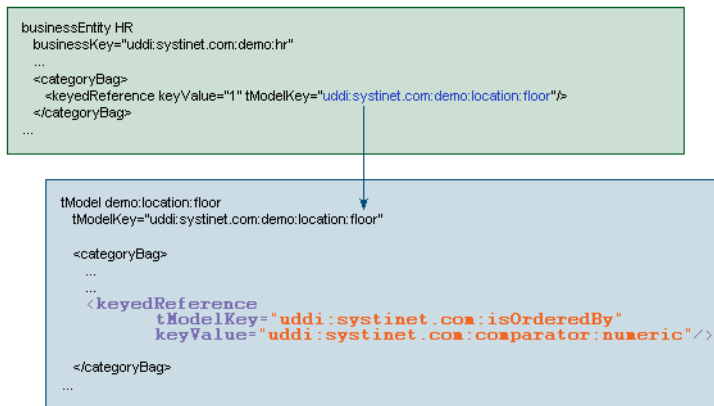 businessEntity HR
businessKey="uddi:systinet.com:demo:hr"
...
<categoryBag>
<keyedReference keyValue="1" tModelKey="uddi:systinet.com:demo:location:floor"/>
</categoryBag>
...
tModel demo:location:floor
tModelKey="uddi:systinet.com:demo:location:floor"
<categoryBag>
...
...
<keyedReference
tModelKey="uddi:systinet.com:isOrderedBy"
keyValue="uddi:systinet.com:comparator:numeric"/>
</categoryBag>
...